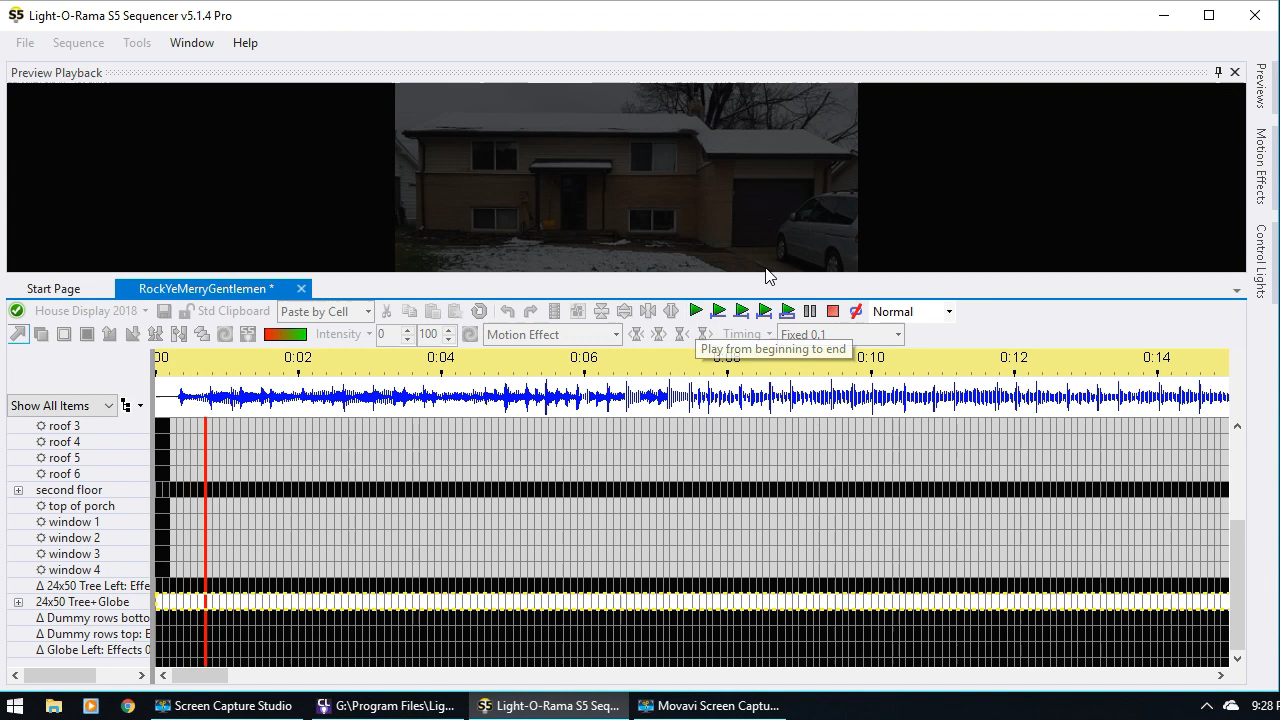 S5 Light-O-Rama S5 Sequencer v5.1.4 Pro
File Sequence Tools Window Help
Preview Playback
Previews
Motion Effects
Control Lights
Start Page RockYeMerryGentlemen *
House Display 2018 Std Clipboard Paste by Cell Normal
Intensity 0 100 Motion Effect Timing Fixed 0.1
Play from beginning to end
00 0:02 0:04 0:06 0:08 0:10 0:12 0:14
Show All Items
roof 3
roof 4
roof 5
roof 6
second floor
top of porch
window 1
window 2
window 3
window 4
24x50 Tree Left: Effe
24x50 Tree+Globe
Dummy rows botto
Dummy rows top: E
Globe Left: Effects 0
Screen Capture Studio G:\Program Files\Lig... S5 Light-O-Rama S5 Seq... Movavi Screen Captu... 9:28